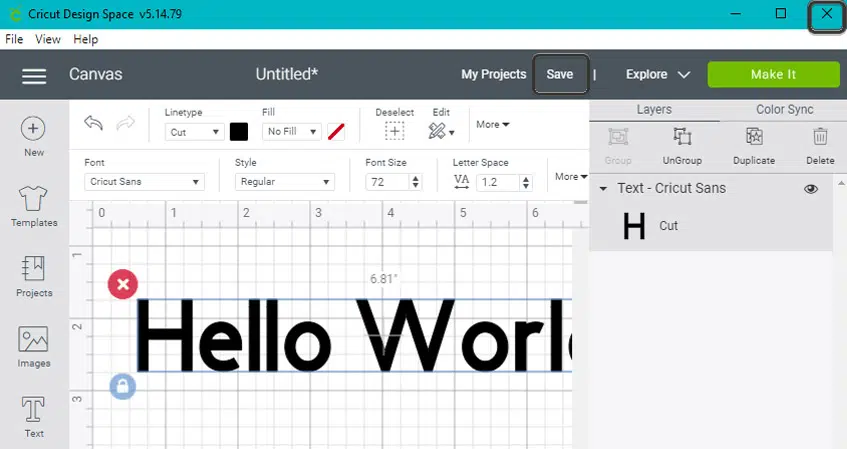 Cricut Design Space v5.14.79
File View Help
Canvas Untitled* My Projects Save | Explore Make It
New
Templates
Projects
Images
Text
Linetype Fill Deselect Edit More
Cut No Fill
Font Style Font Size Letter Space
Cricut Sans Regular 72 VA 1.2 More
0 1 2 3 4 5 6
1
2
3
6.81"
Hello Worl
Layers Color Sync
Group UnGroup Duplicate Delete
Text - Cricut Sans
H Cut